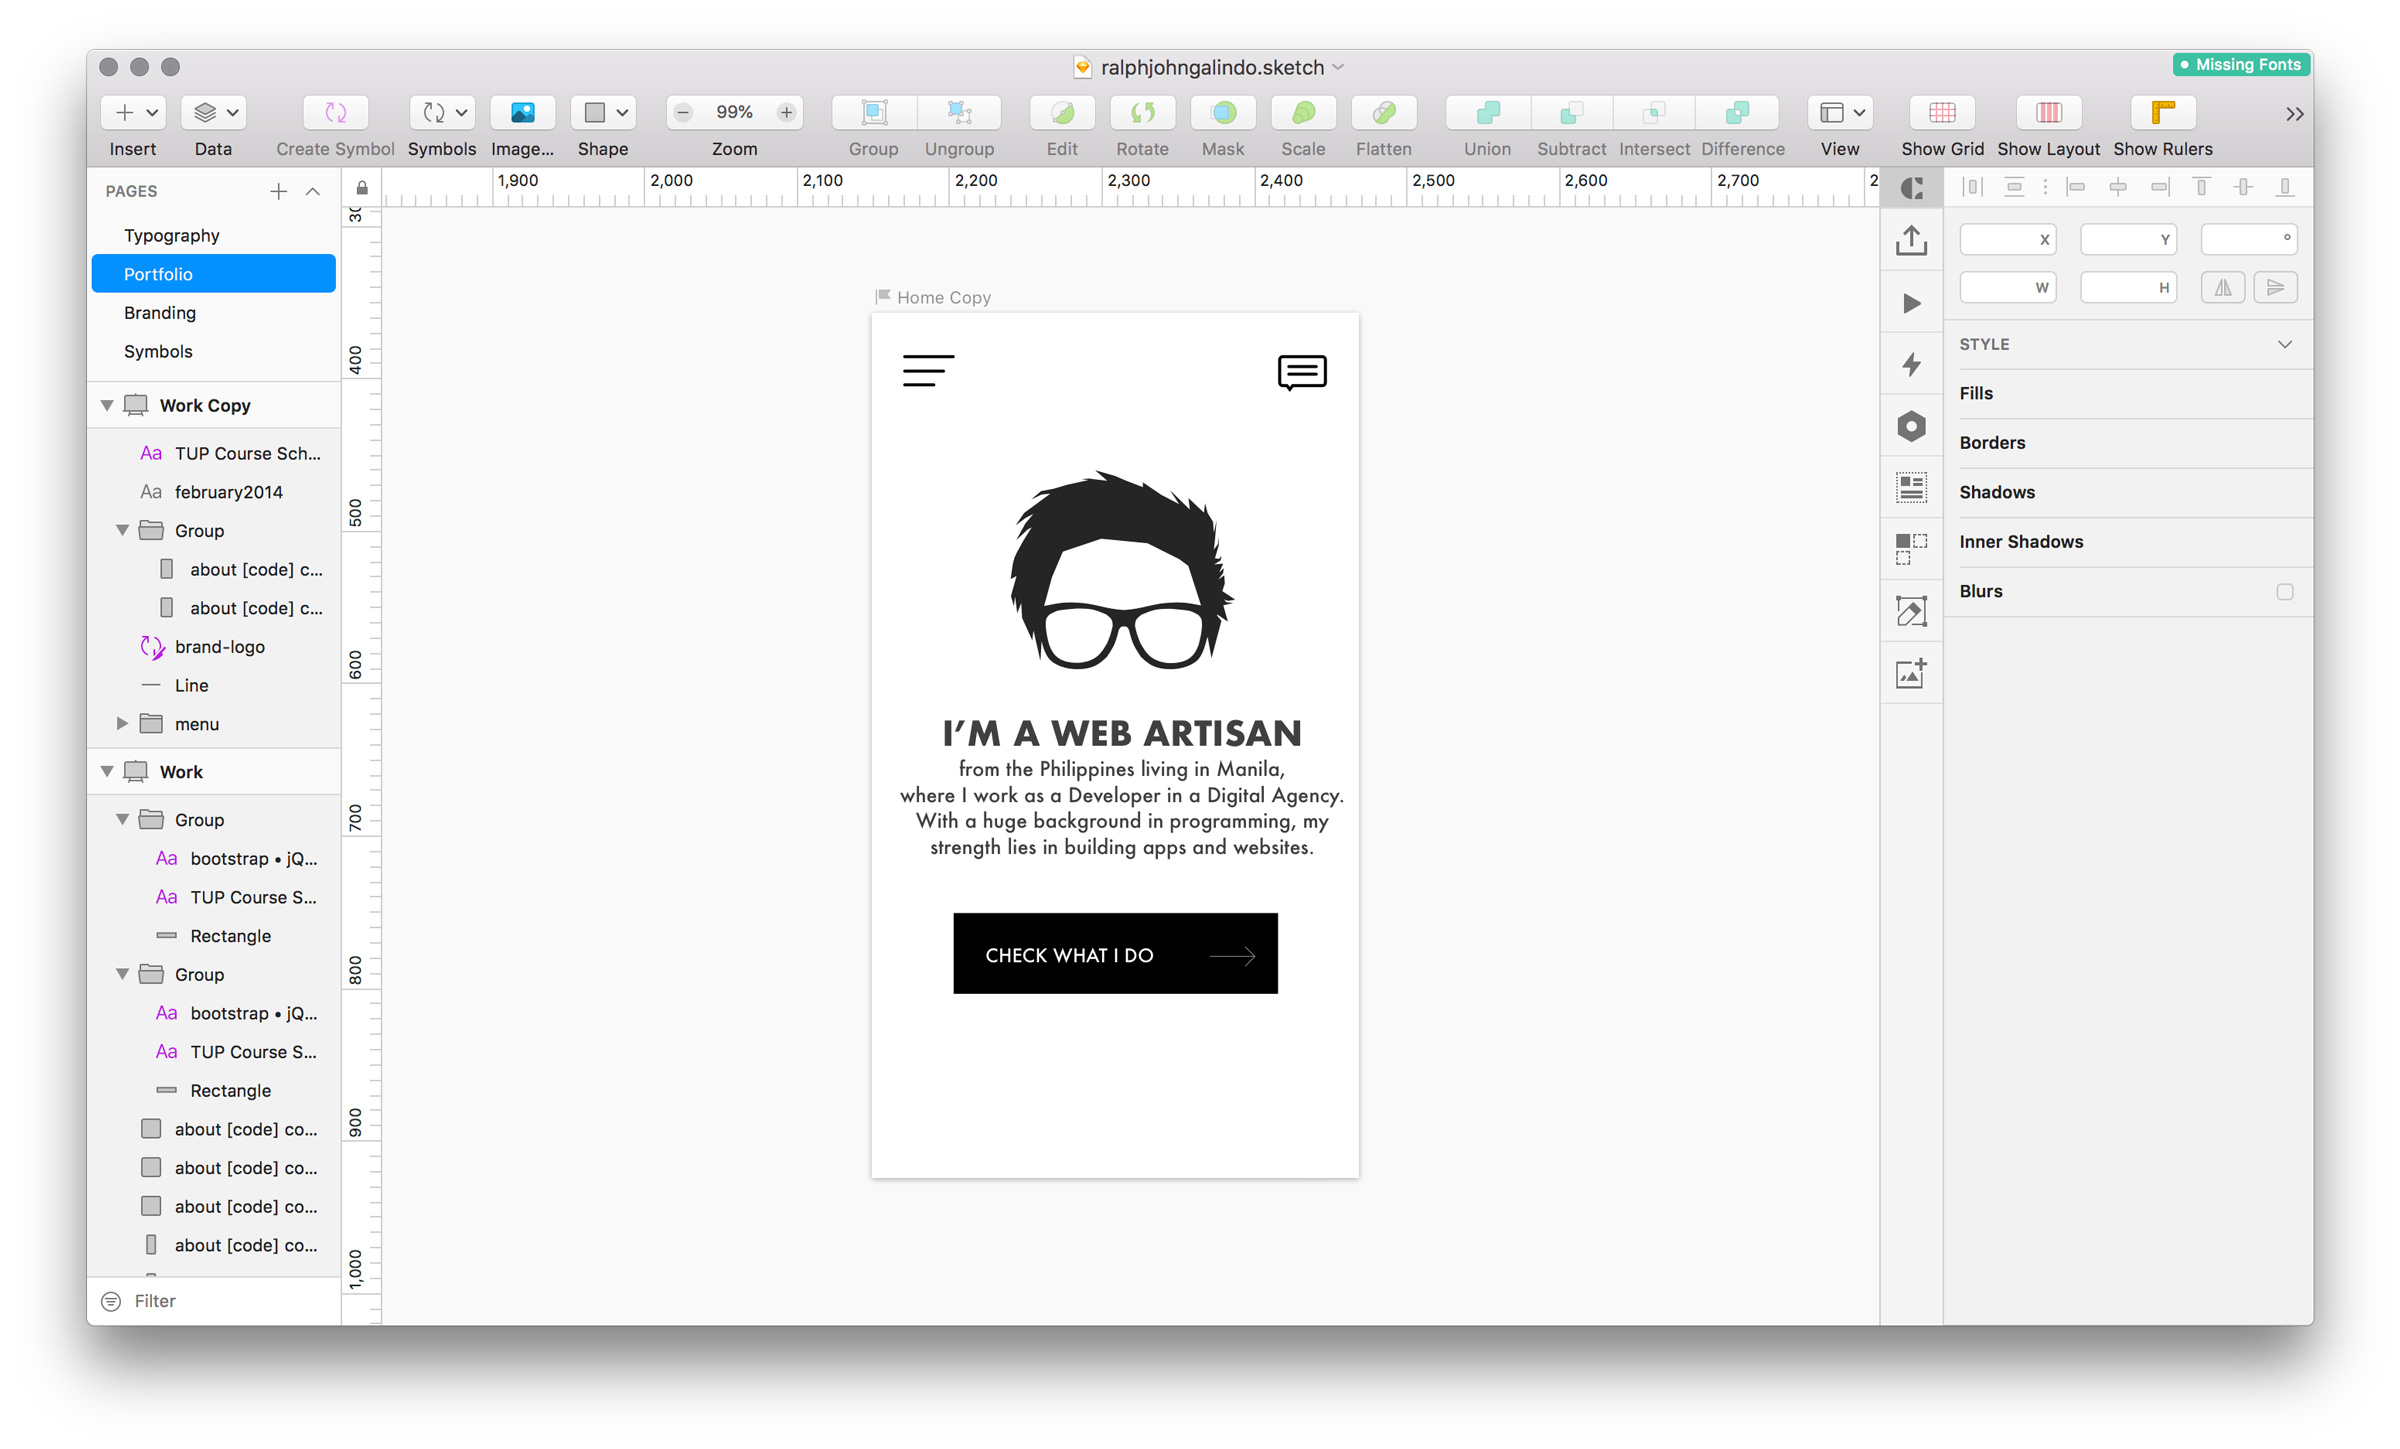 ralphjohngalindo.sketch
Missing Fonts
99%
Insert
Data
Create Symbol
Symbols
Image...
Shape
Zoom
Group
Ungroup
Edit
Rotate
Mask
Scale
Flatten
Union
Subtract
Intersect
Difference
View
Show Grid
Show Layout
Show Rulers
PAGES
Typography
Portfolio
Branding
Symbols
Work Copy
Aa TUP Course Sch...
Aa february2014
Group
about [code] c...
about [code] c...
brand-logo
Line
menu
Work
Group
Aa bootstrap • jQ...
Aa TUP Course S...
Rectangle
Group
Aa bootstrap • jQ...
Aa TUP Course S...
Rectangle
about [code] co...
about [code] co...
about [code] co...
about [code] co...
Filter
1,900 2,000 2,100 2,200 2,300 2,400 2,500 2,600 2,700 2
30
400
500
600
700
800
900
1,000
Home Copy
I’M A WEB ARTISAN
from the Philippines living in Manila,
where I work as a Developer in a Digital Agency.
With a huge background in programming, my
strength lies in building apps and websites.
CHECK WHAT I DO
X Y °
W H
STYLE
Fills
Borders
Shadows
Inner Shadows
Blurs